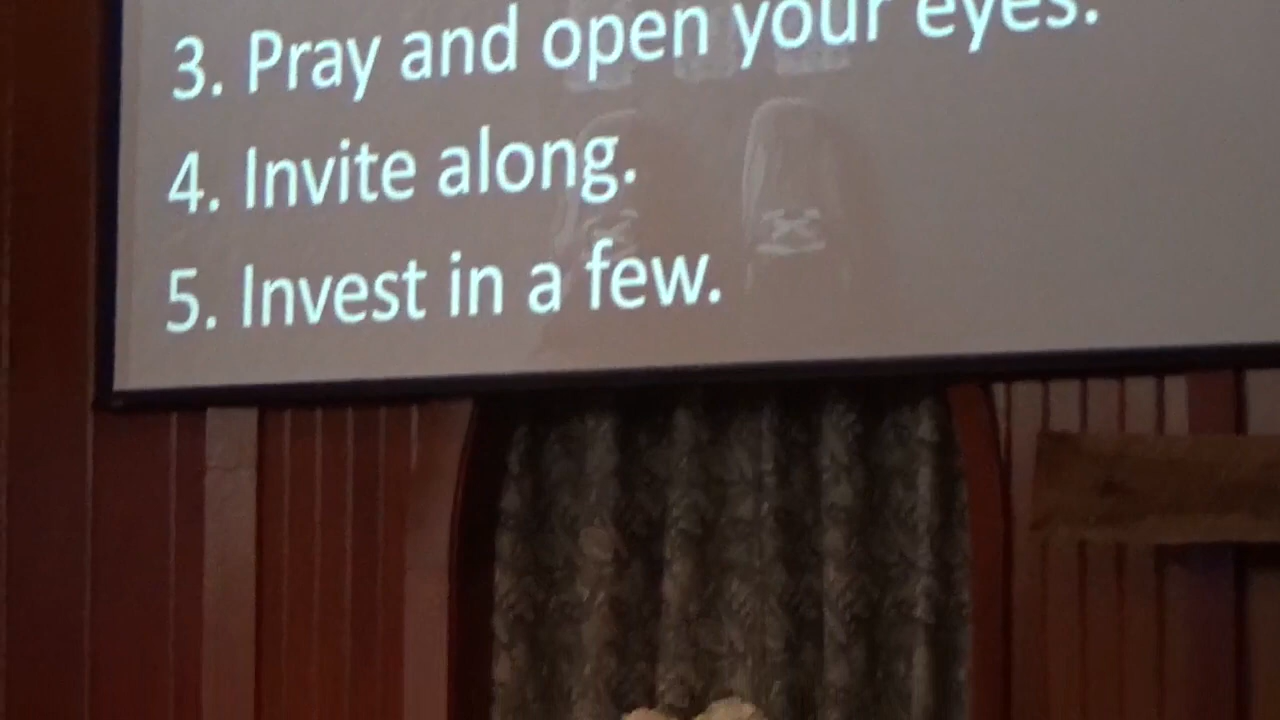 3. Pray and open your eyes.
4. Invite along.
5. Invest in a few.